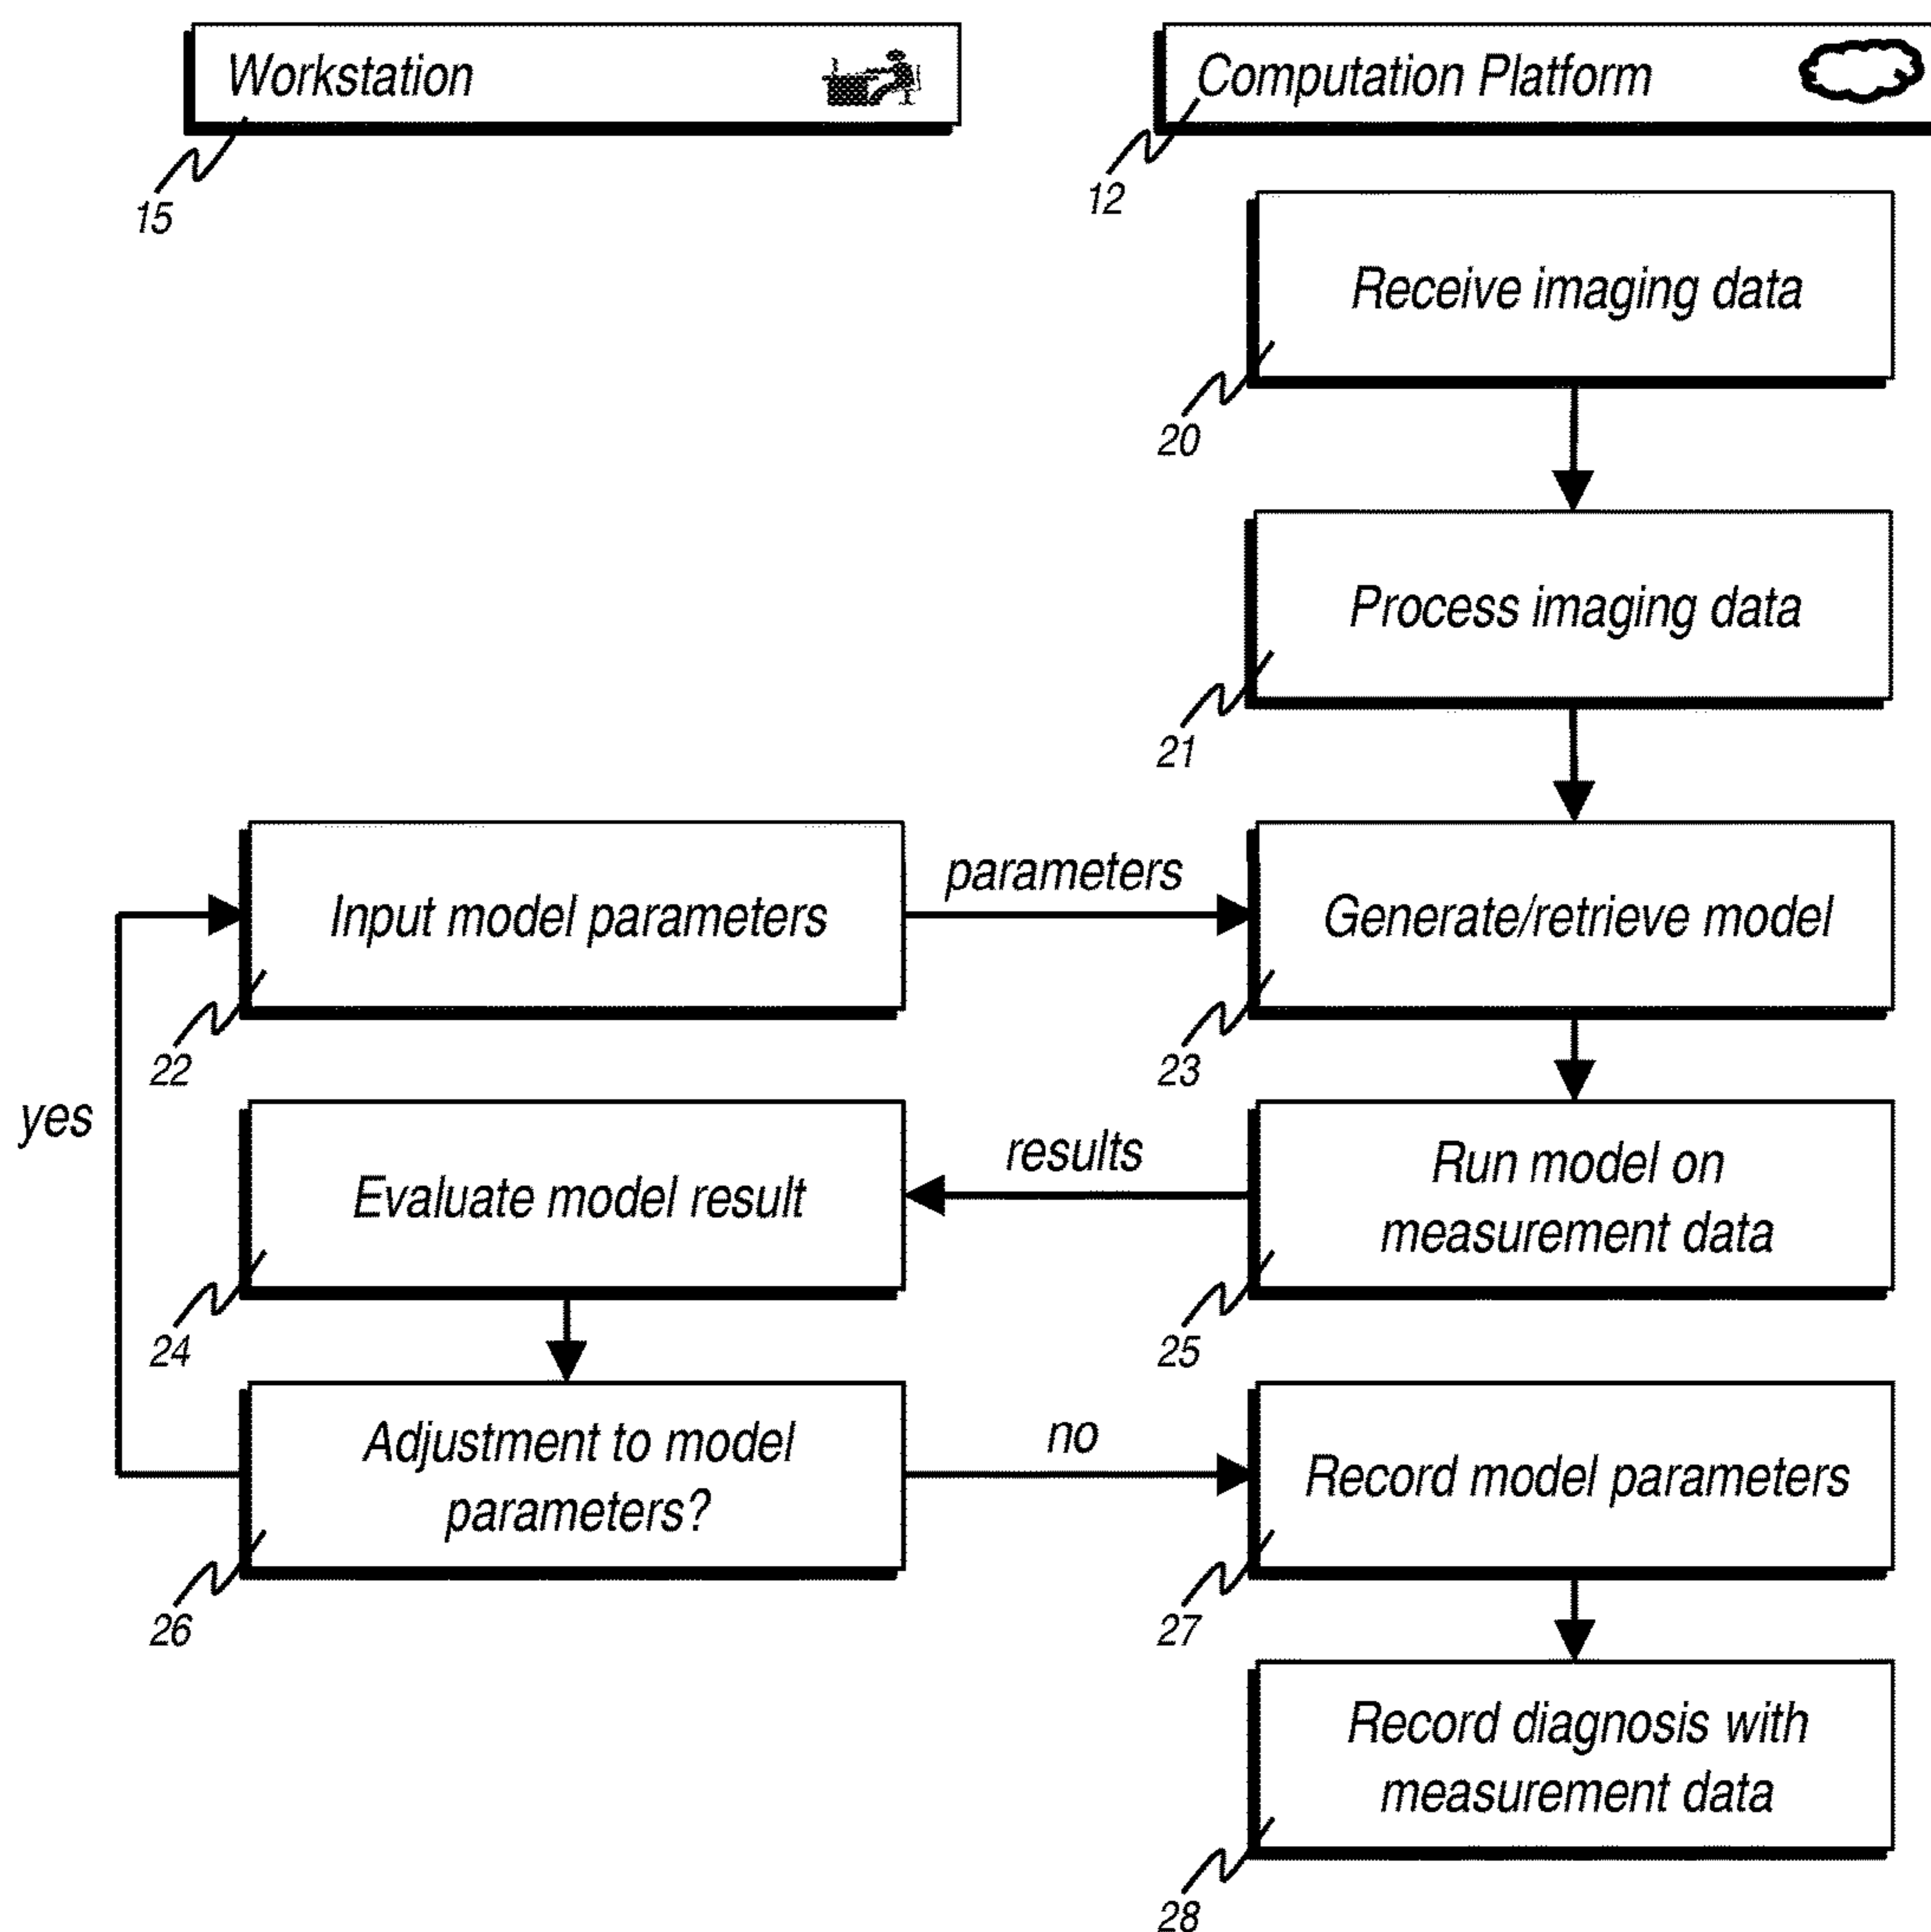 Workstation
Computation Platform
15
12
Receive imaging data
20
Process imaging data
21
Input model parameters
parameters
Generate/retrieve model
22
23
yes
Evaluate model result
results
Run model on
measurement data
24
25
Adjustment to model
parameters?
no
Record model parameters
26
27
Record diagnosis with
measurement data
28